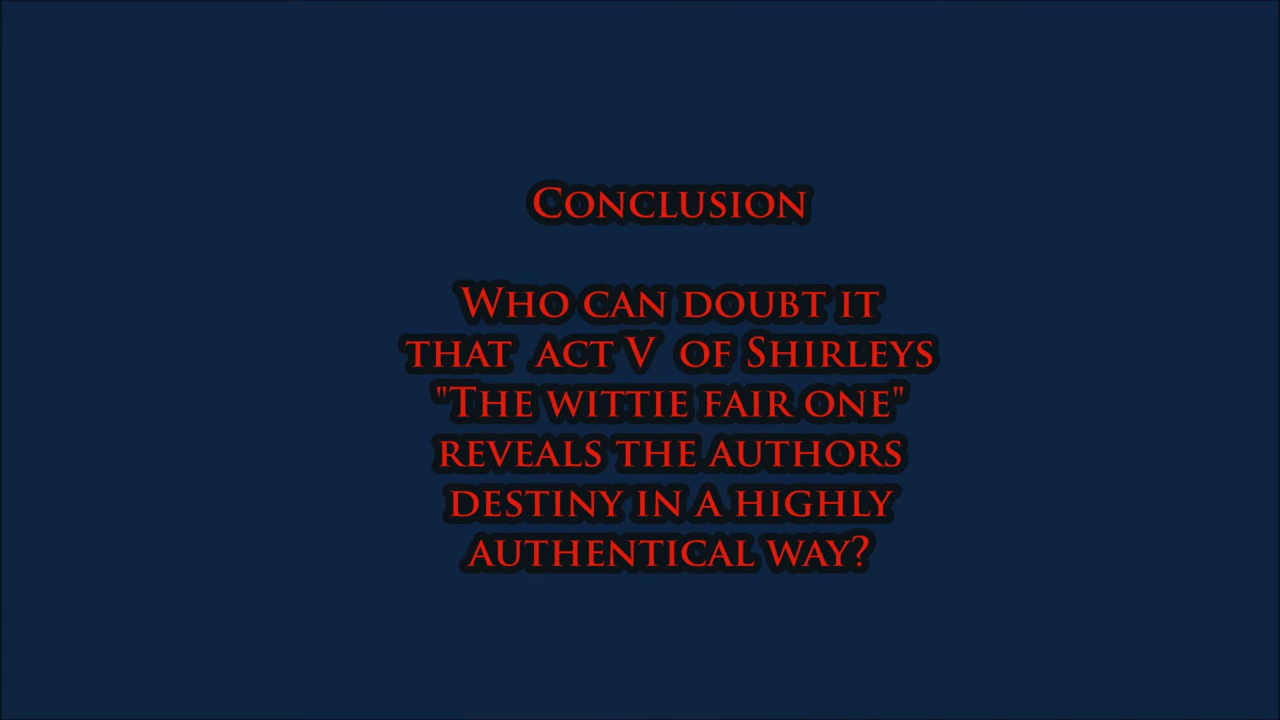 Conclusion
Who can doubt it
that act V of Shirleys
"The wittie fair one"
reveals the authors
destiny in a highly
authentical way?